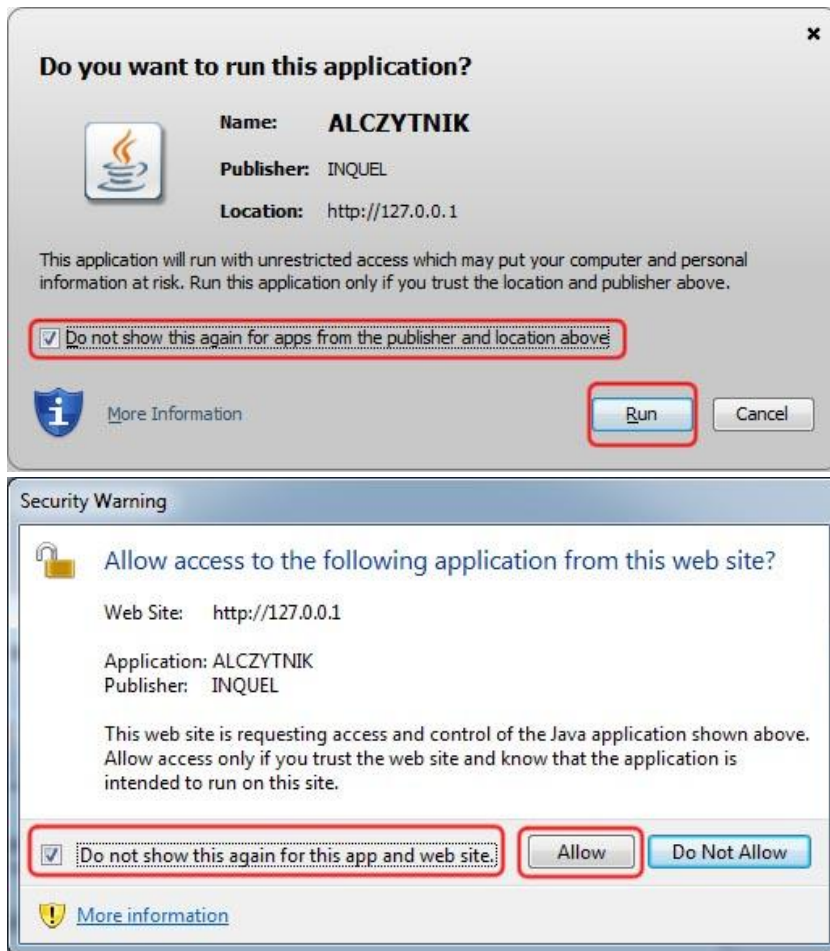 Do you want to run this application?
Name: ALCZYTNIK
Publisher: INQUEL
Location: http://127.0.0.1
This application will run with unrestricted access which may put your computer and personal
information at risk. Run this application only if you trust the location and publisher above.
Do not show this again for apps from the publisher and location above
More Information
Run
Cancel
Security Warning
Allow access to the following application from this web site?
Web Site: http://127.0.0.1
Application: ALCZYTNIK
Publisher: INQUEL
This web site is requesting access and control of the Java application shown above.
Allow access only if you trust the web site and know that the application is
intended to run on this site.
Do not show this again for this app and web site.
Allow
Do Not Allow
More information